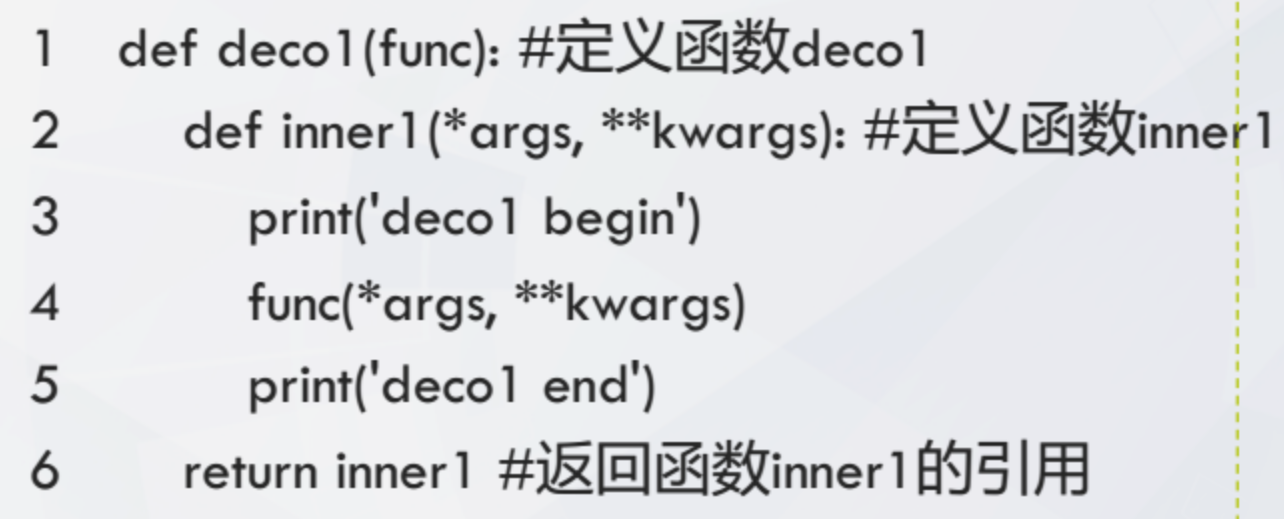 1 def deco1(func): #定义函数deco1
2 def inner1(*args, **kwargs): #定义函数inner1
3 print('deco1 begin')
4 func(*args, **kwargs)
5 print('deco1 end')
6 return inner1 #返回函数inner1的引用